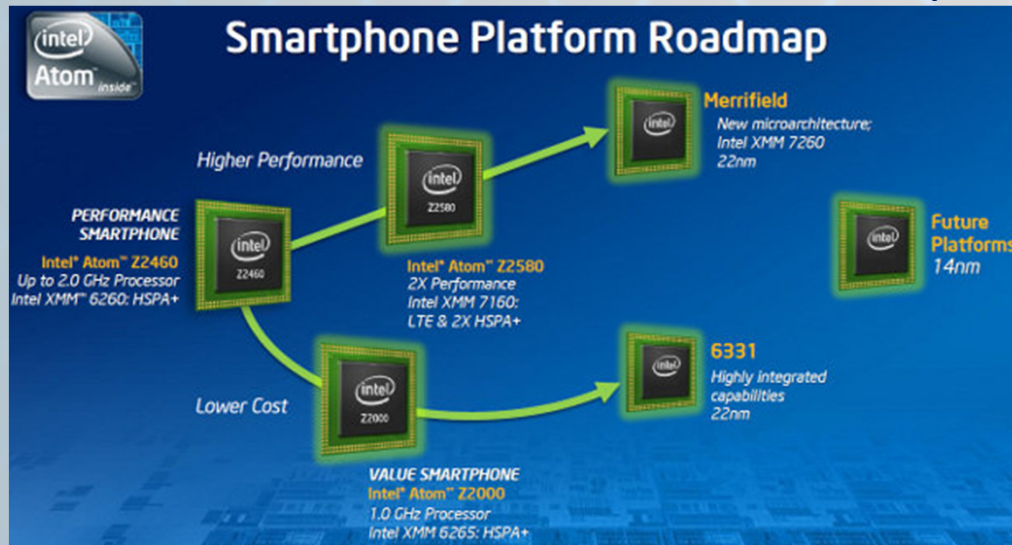 intel
Atom™
inside™
Smartphone Platform Roadmap
Higher Performance
PERFORMANCE
SMARTPHONE
Intel® Atom™ Z2460
Up to 2.0 GHz Processor
Intel XMM™ 6260: HSPA+
intel
Z2460
intel
Z2580
Intel® Atom™ Z2580
2X Performance
Intel XMM 7160:
LTE & 2X HSPA+
intel
Merrifield
New microarchitecture;
Intel XMM 7260
22nm
intel
Future
Platforms
14nm
Lower Cost
intel
Z2000
VALUE SMARTPHONE
Intel® Atom™ Z2000
1.0 GHz Processor
Intel XMM 6265: HSPA+
intel
6331
Highly integrated
capabilities
22nm